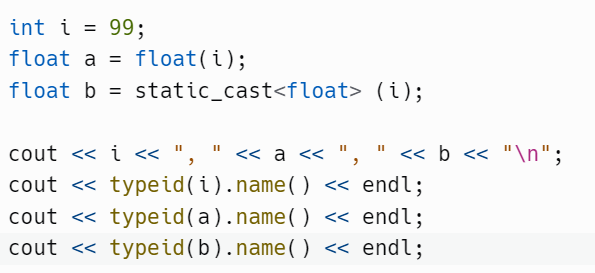 int i = 99;
float a = float(i);
float b = static_cast<float> (i);
cout << i << ", " << a << ", " << b << "\n";
cout << typeid(i).name() << endl;
cout << typeid(a).name() << endl;
cout << typeid(b).name() << endl;